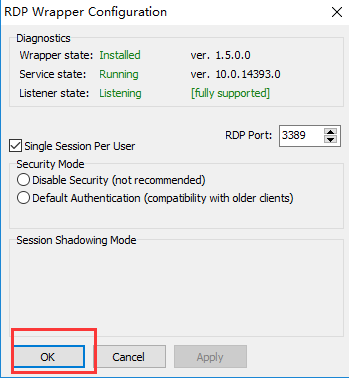 RDP Wrapper Configuration
Diagnostics
Wrapper state: Installed ver. 1.5.0.0
Service state: Running ver. 10.0.14393.0
Listener state: Listening [fully supported]
RDP Port: 3389
Single Session Per User
Security Mode
Disable Security (not recommended)
Default Authentication (compatibility with older clients)
Session Shadowing Mode
OK Cancel Apply